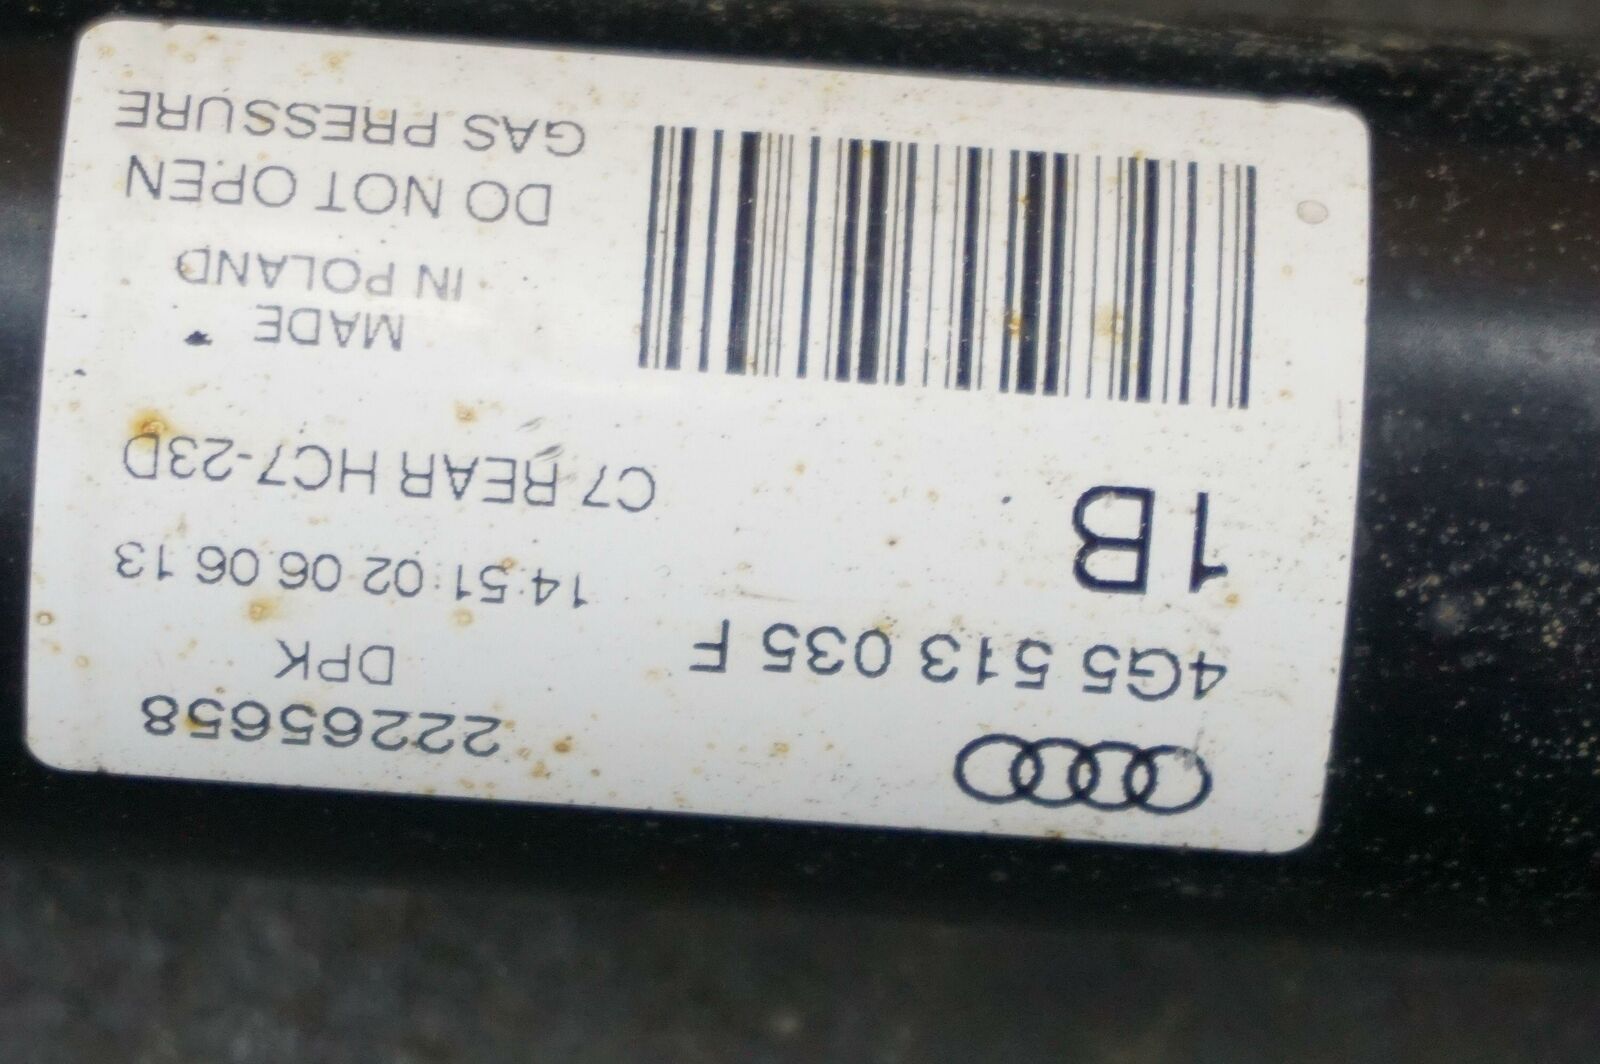 4G5 513 035 F
1B
22265658
DPK
14:51:02 06 06 13
C7 REAR HC7-23D
MADE
IN POLAND
DO NOT OPEN
GAS PRESSURE